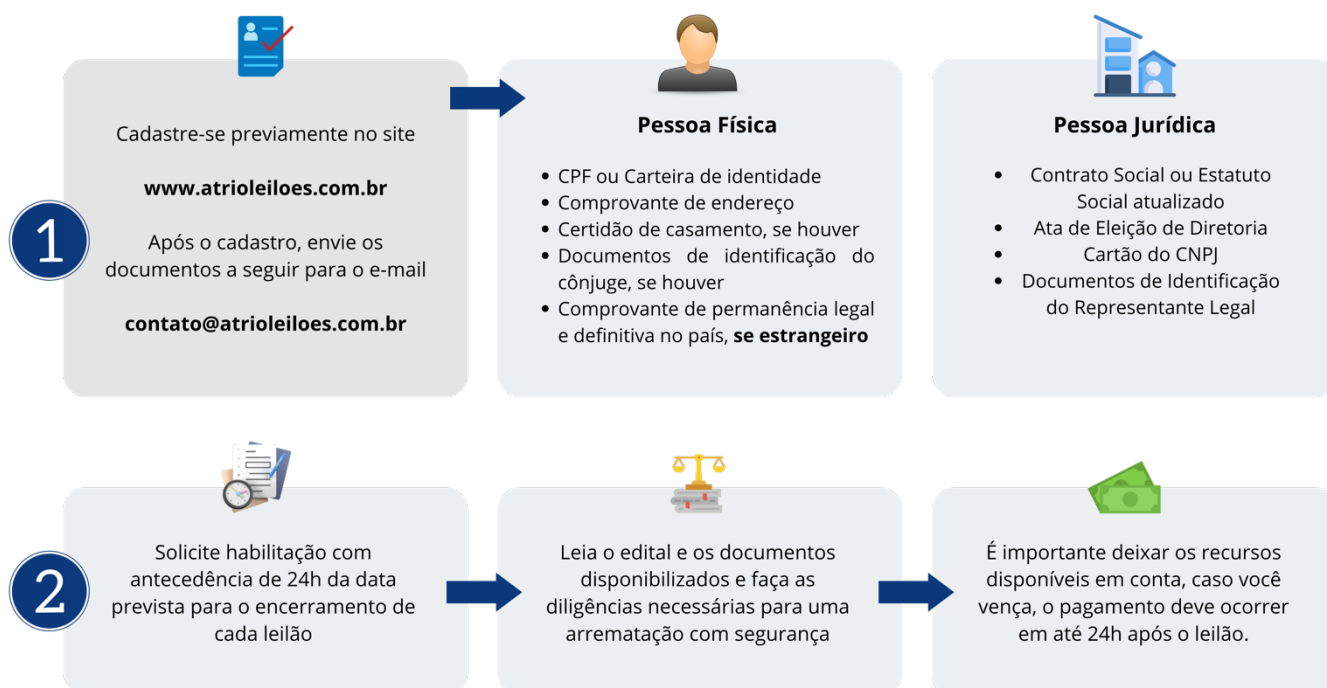 1
Cadastre-se previamente no site
www.atrioleiloes.com.br
Após o cadastro, envie os
documentos a seguir para o e-mail
contato@atrioleiloes.com.br
Pessoa Física
• CPF ou Carteira de identidade
• Comprovante de endereço
• Certidão de casamento, se houver
• Documentos de identificação do
cônjuge, se houver
• Comprovante de permanência legal
e definitiva no país, se estrangeiro
Pessoa Jurídica
• Contrato Social ou Estatuto
Social atualizado
• Ata de Eleição de Diretoria
• Cartão do CNPJ
• Documentos de Identificação
do Representante Legal
2
Solicite habilitação com
antecedência de 24h da data
prevista para o encerramento de
cada leilão
Leia o edital e os documentos
disponibilizados e faça as
diligências necessárias para uma
arrematação com segurança
É importante deixar os recursos
disponíveis em conta, caso você
vença, o pagamento deve ocorrer
em até 24h após o leilão.